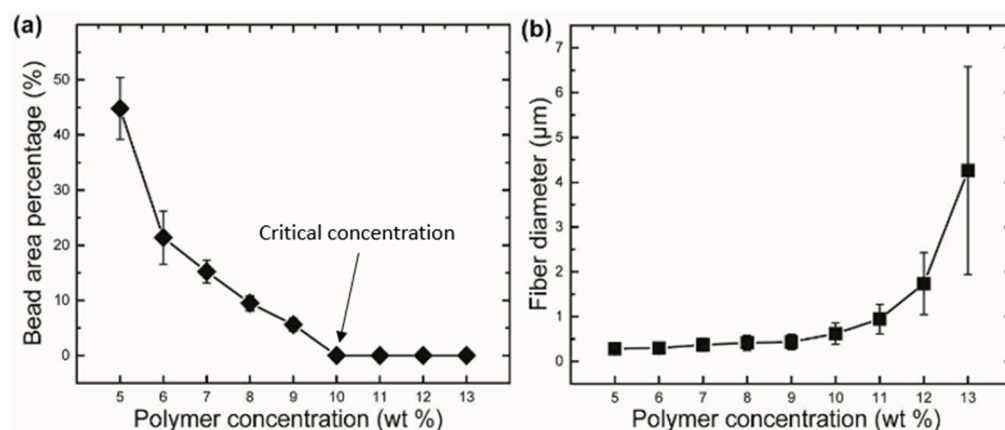 (a)
Bead area percentage (%)
50
40
30
20
10
0
Critical concentration
5 6 7 8 9 10 11 12 13
Polymer concentration (wt %)
(b)
Fiber diameter (μm)
7
6
5
4
3
2
1
0
5 6 7 8 9 10 11 12 13
Polymer concentration (wt %)